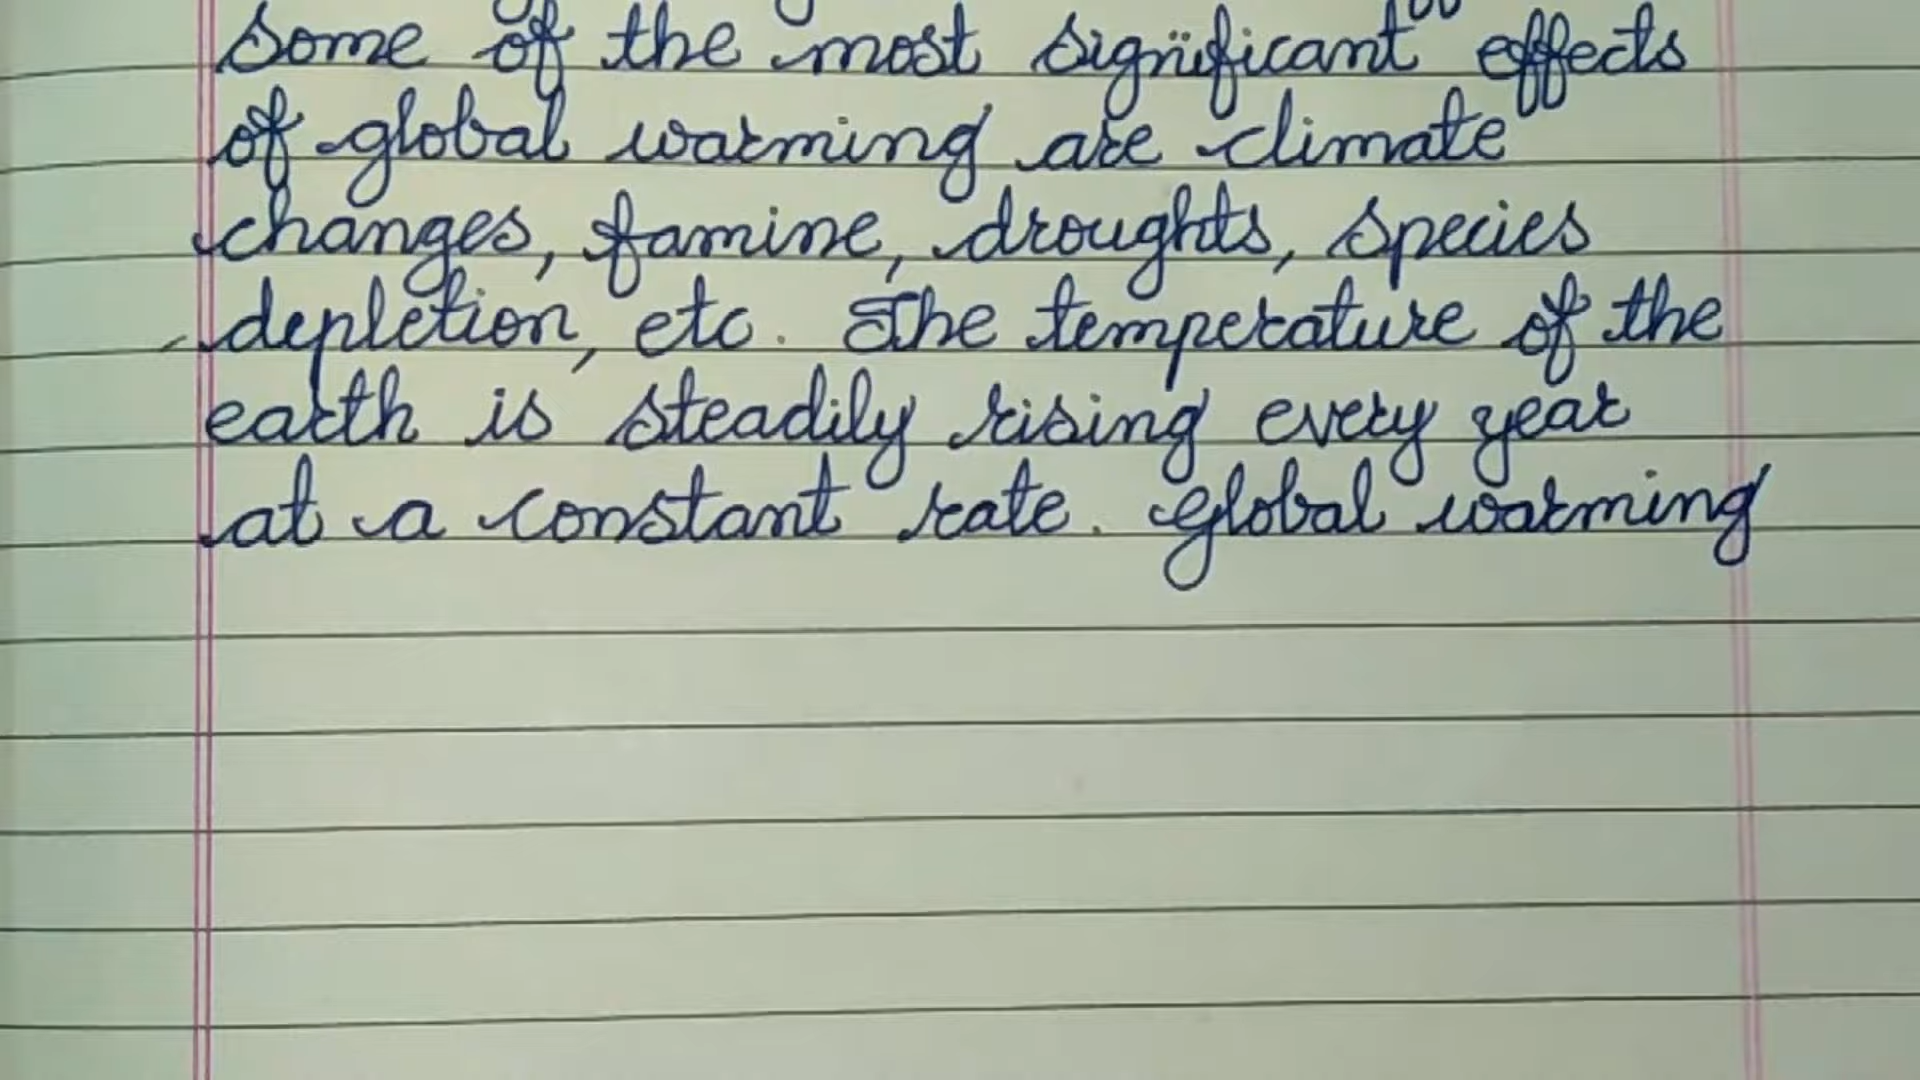 Some of the most significant effects
of global warming are climate
changes, famine, droughts, species
depletion, etc. The temperature of the
earth is steadily rising every year
at a constant rate. Global warming